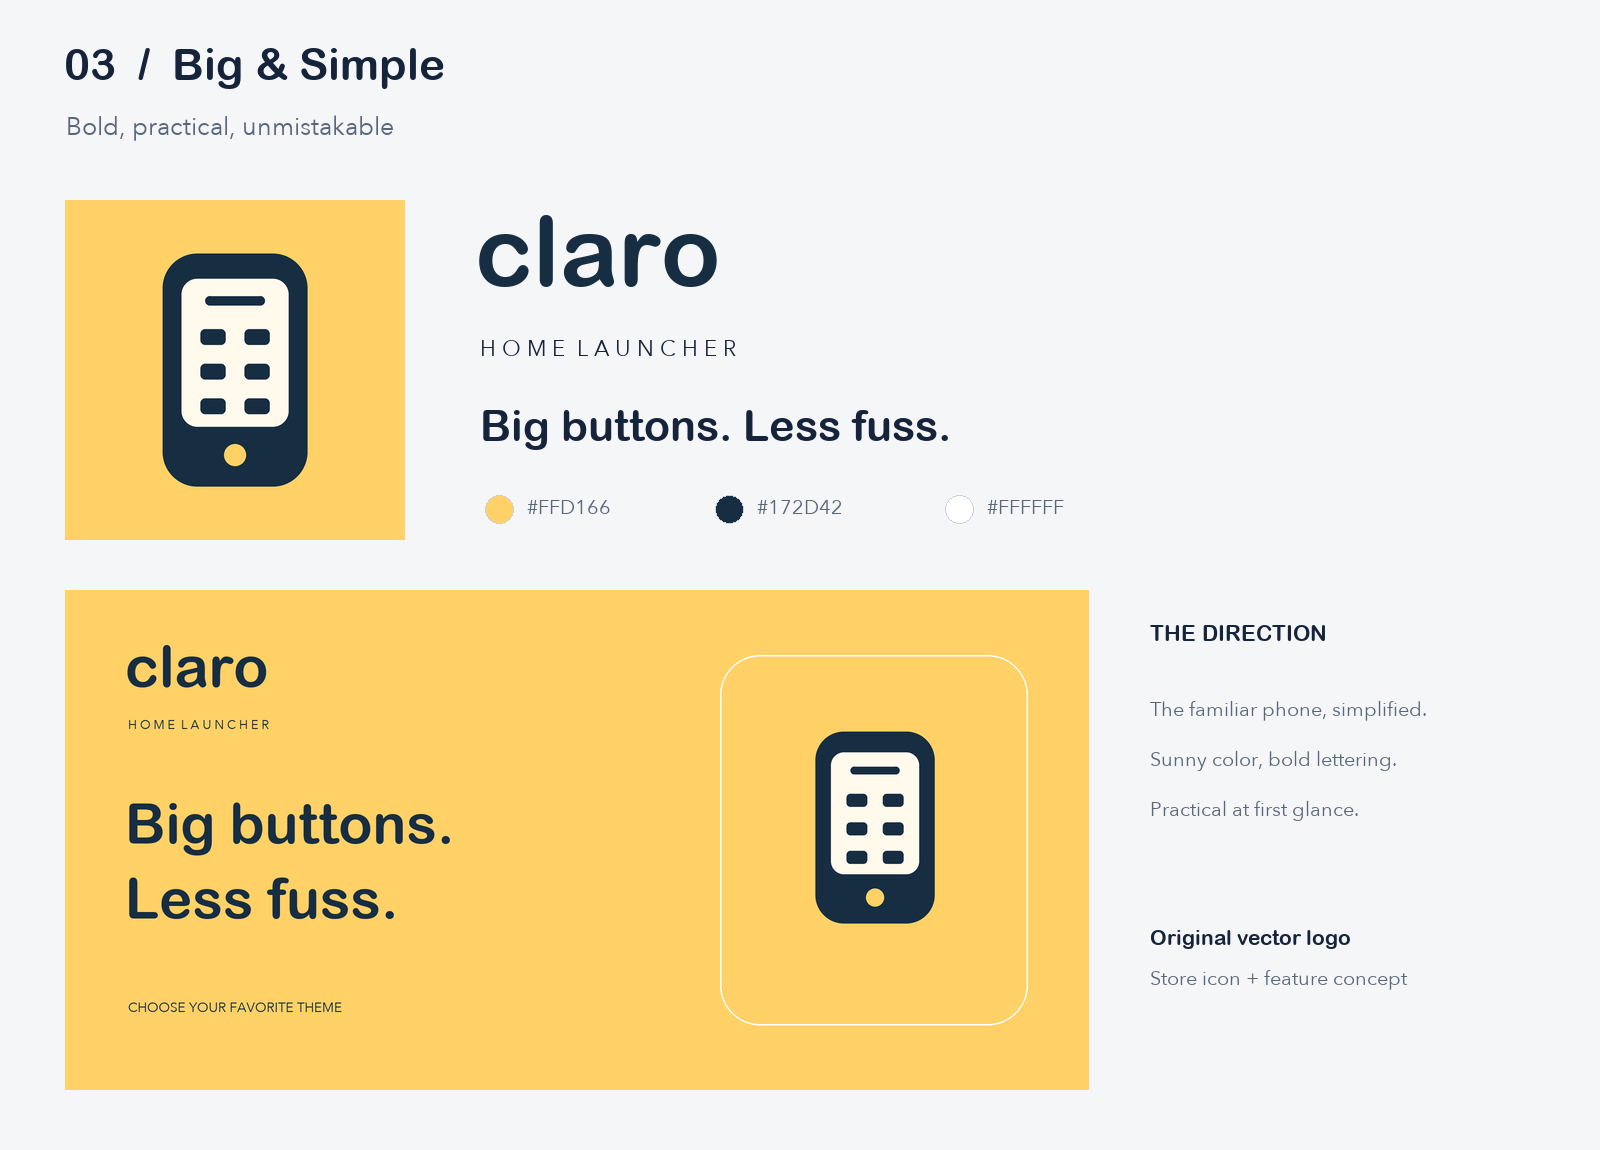 03 / Big & Simple
Bold, practical, unmistakable
claro
HOME LAUNCHER
Big buttons. Less fuss.
#FFD166
#172D42
#FFFFFF
claro
HOME LAUNCHER
Big buttons.
Less fuss.
CHOOSE YOUR FAVORITE THEME
THE DIRECTION
The familiar phone, simplified.
Sunny color, bold lettering.
Practical at first glance.
Original vector logo
Store icon + feature concept